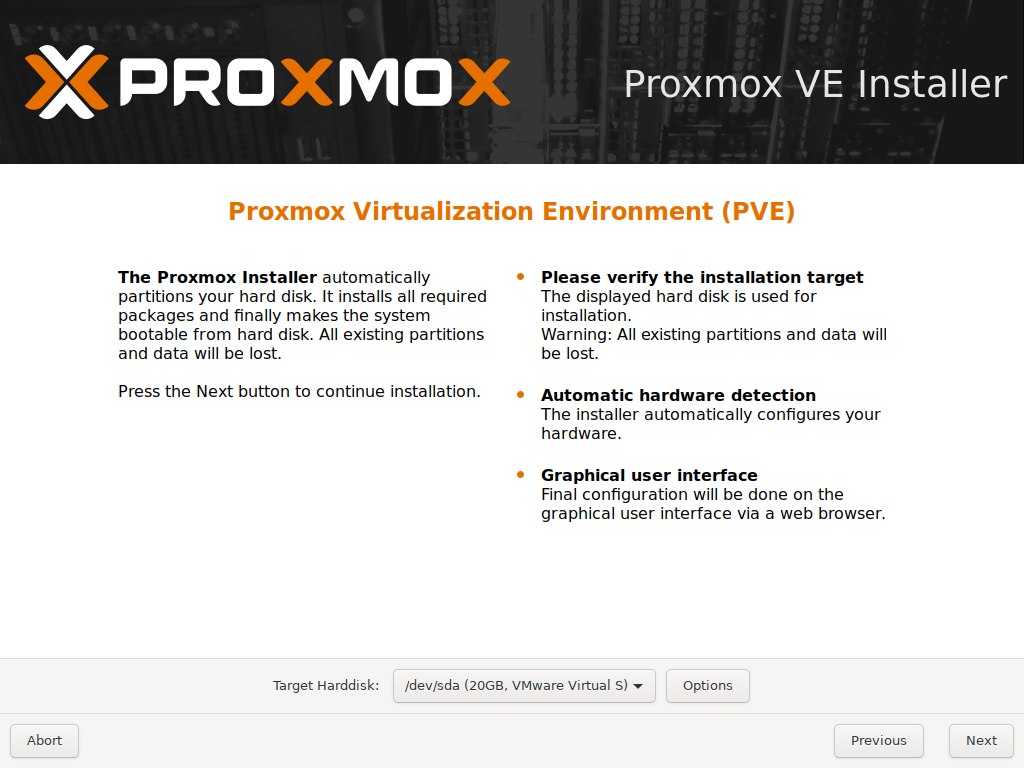 PROXMOX
Proxmox VE Installer
Proxmox Virtualization Environment (PVE)
The Proxmox Installer automatically
partitions your hard disk. It installs all required
packages and finally makes the system
bootable from hard disk. All existing partitions
and data will be lost.
Press the Next button to continue installation.
Please verify the installation target
The displayed hard disk is used for
installation.
Warning: All existing partitions and data will
be lost.
Automatic hardware detection
The installer automatically configures your
hardware.
Graphical user interface
Final configuration will be done on the
graphical user interface via a web browser.
Target Harddisk: /dev/sda (20GB, VMware Virtual S) Options
Abort Previous Next